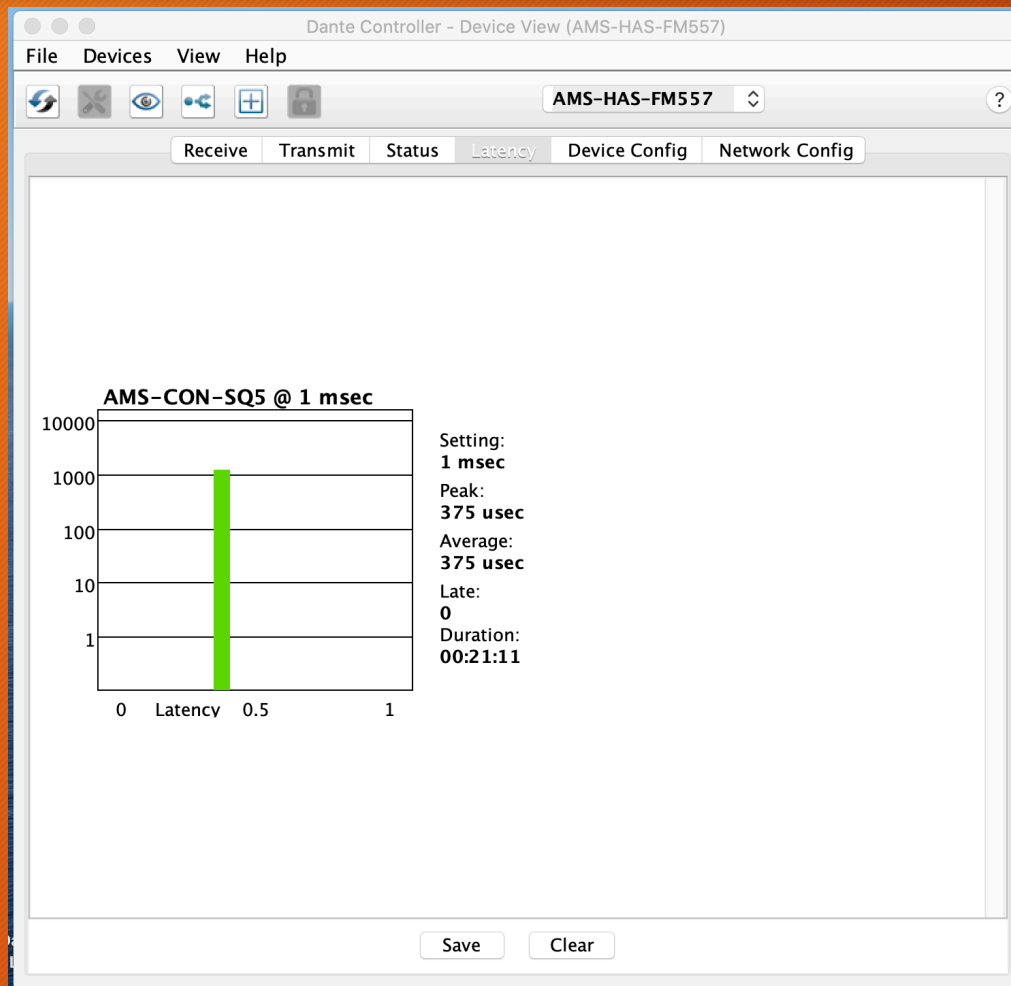 Dante Controller - Device View (AMS-HAS-FM557)
File Devices View Help
AMS-HAS-FM557 ?
Receive Transmit Status Latency Device Config Network Config
AMS-CON-SQ5 @ 1 msec
10000
1000
100
10
1
0 Latency 0.5 1
Setting:
1 msec
Peak:
375 usec
Average:
375 usec
Late:
0
Duration:
00:21:11
Save Clear